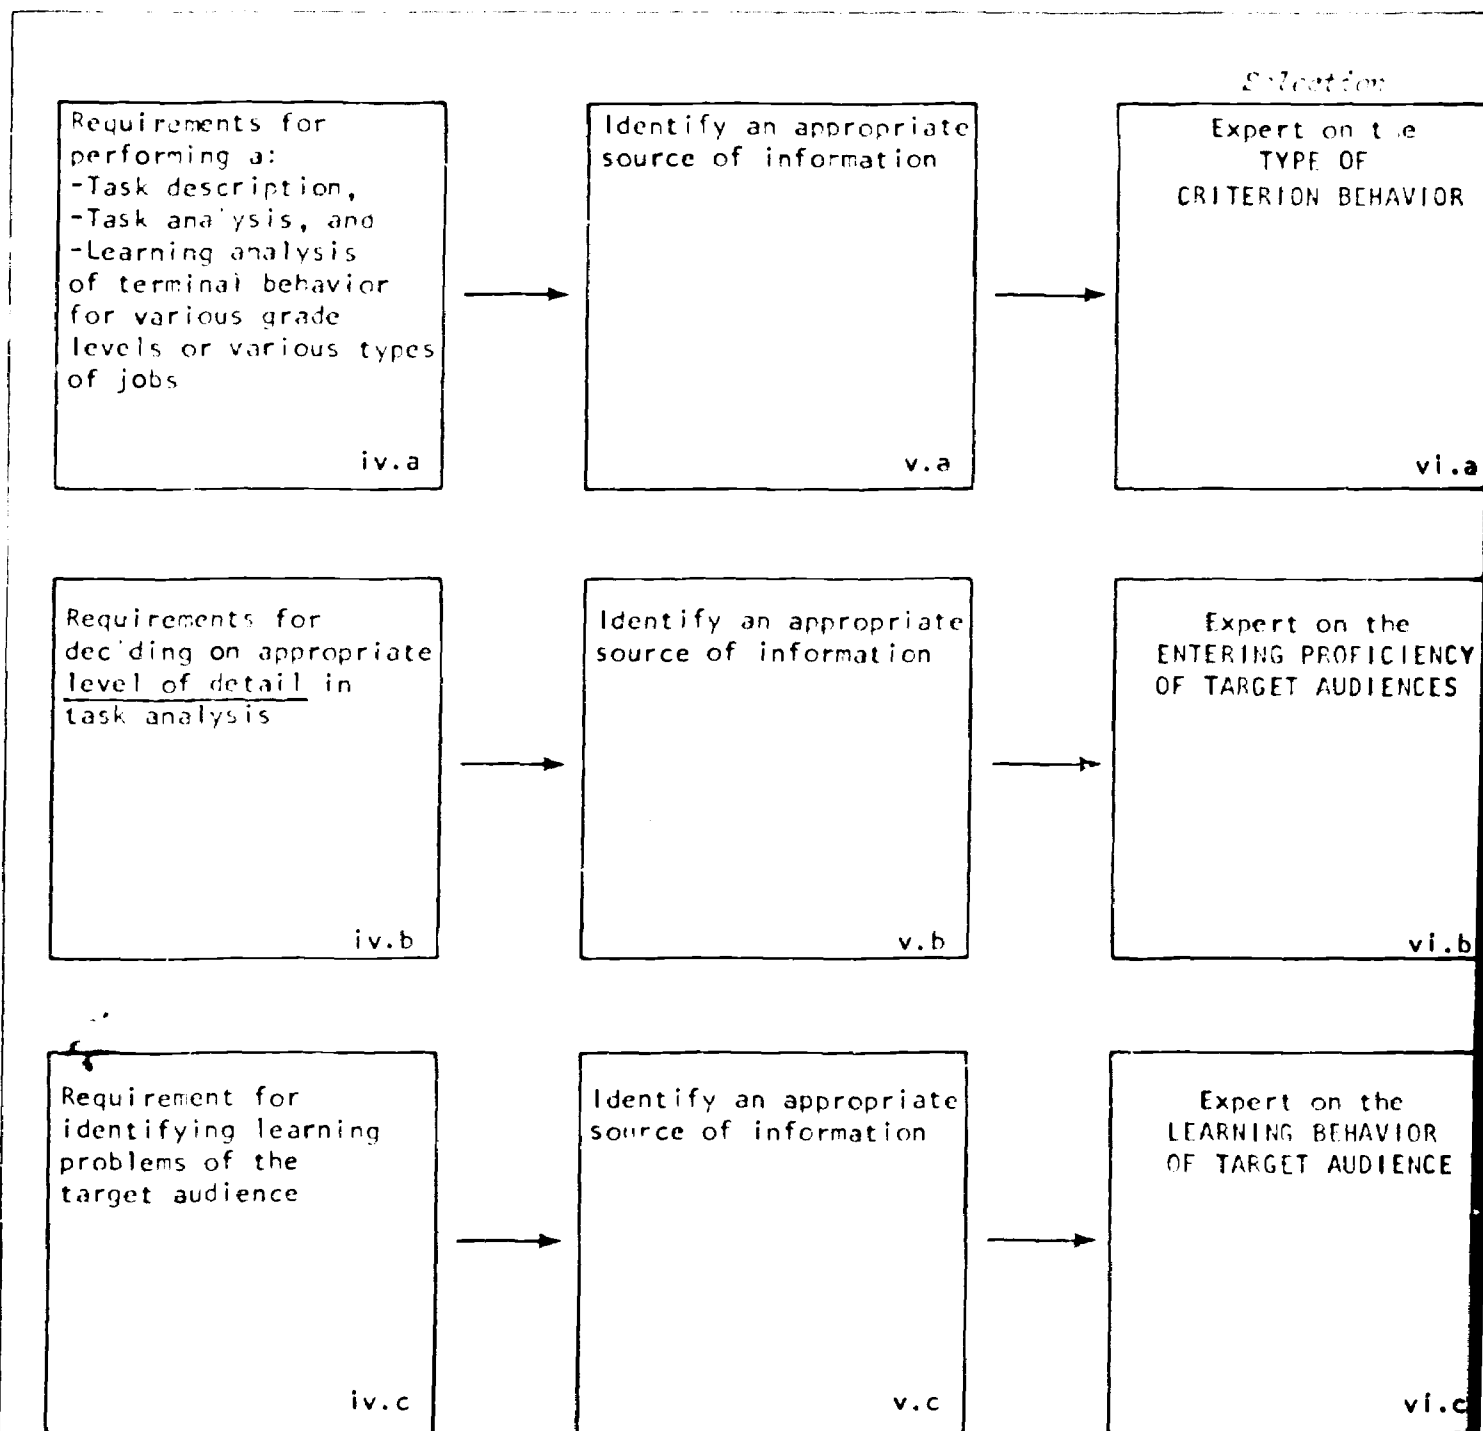 Selection
Requirements for
performing a:
-Task description,
-Task analysis, and
-Learning analysis
of terminal behavior
for various grade
levels or various types
of jobs
iv.a
Identify an appropriate
source of information
v.a
Expert on the
TYPE OF
CRITERION BEHAVIOR
vi.a
Requirements for
deciding on appropriate
level of detail in
task analysis
iv.b
Identify an appropriate
source of information
v.b
Expert on the
ENTERING PROFICIENCY
OF TARGET AUDIENCES
vi.b
Requirement for
identifying learning
problems of the
target audience
iv.c
Identify an appropriate
source of information
v.c
Expert on the
LEARNING BEHAVIOR
OF TARGET AUDIENCE
vi.c